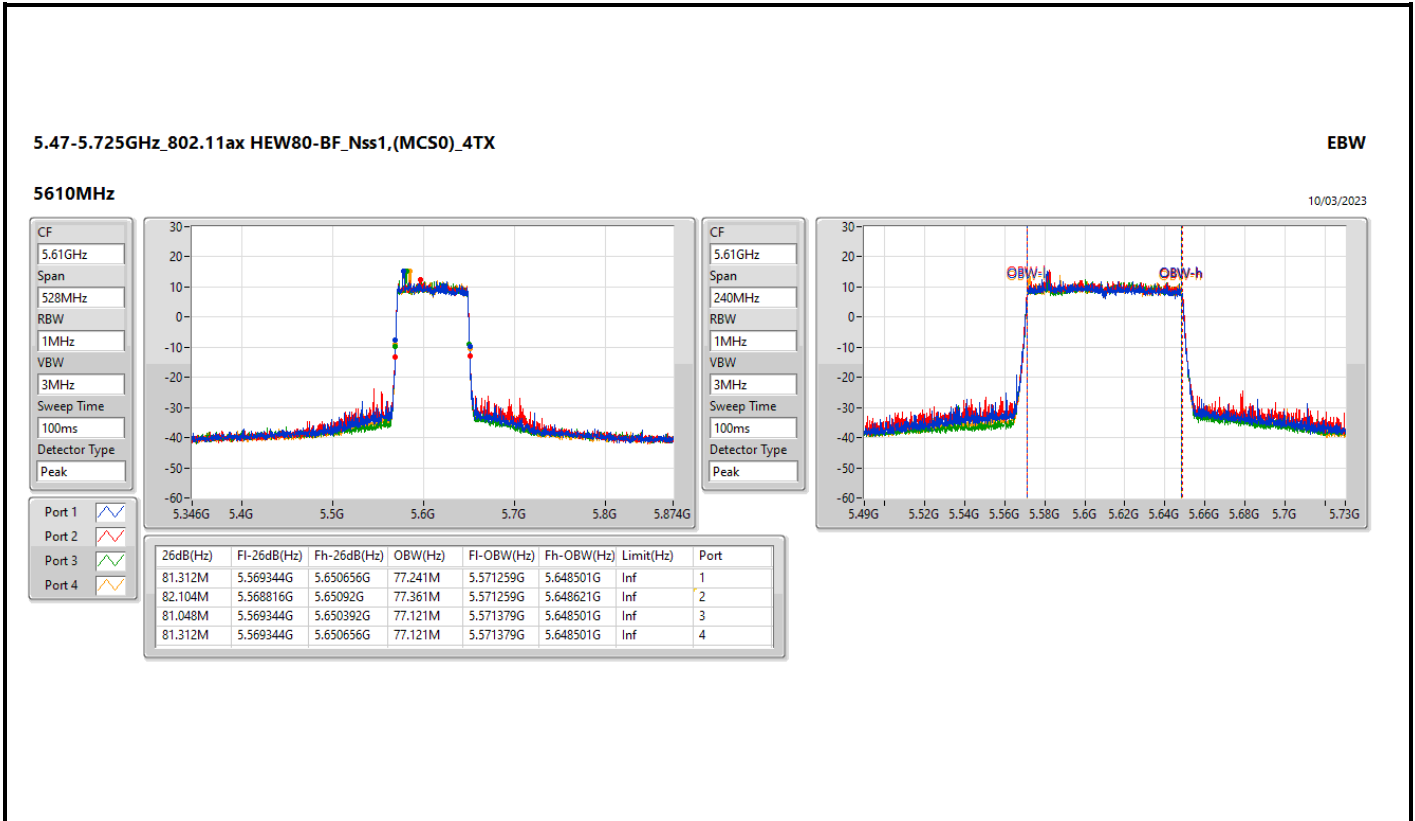 5.47-5.725GHz_802.11ax HEW80-BF_Nss1,(MCS0)_4TX
EBW
5610MHz
10/03/2023
CF
5.61GHz
Span
528MHz
RBW
1MHz
VBW
3MHz
Sweep Time
100ms
Detector Type
Peak
Port 1
Port 2
Port 3
Port 4
30
20
10
0
-10
-20
-30
-40
-50
-60
5.346G 5.4G 5.5G 5.6G 5.7G 5.8G 5.874G
CF
5.61GHz
Span
240MHz
RBW
1MHz
VBW
3MHz
Sweep Time
100ms
Detector Type
Peak
30
20
10
0
-10
-20
-30
-40
-50
-60
OBW-l OBW-h
5.49G 5.52G 5.54G 5.56G 5.58G 5.6G 5.62G 5.64G 5.66G 5.68G 5.7G 5.73G
26dB(Hz) Fl-26dB(Hz) Fh-26dB(Hz) OBW(Hz) Fl-OBW(Hz) Fh-OBW(Hz) Limit(Hz) Port
81.312M 5.569344G 5.650656G 77.241M 5.571259G 5.648501G Inf 1
82.104M 5.568816G 5.65092G 77.361M 5.571259G 5.648621G Inf 2
81.048M 5.569344G 5.650392G 77.121M 5.571379G 5.648501G Inf 3
81.312M 5.569344G 5.650656G 77.121M 5.571379G 5.648501G Inf 4